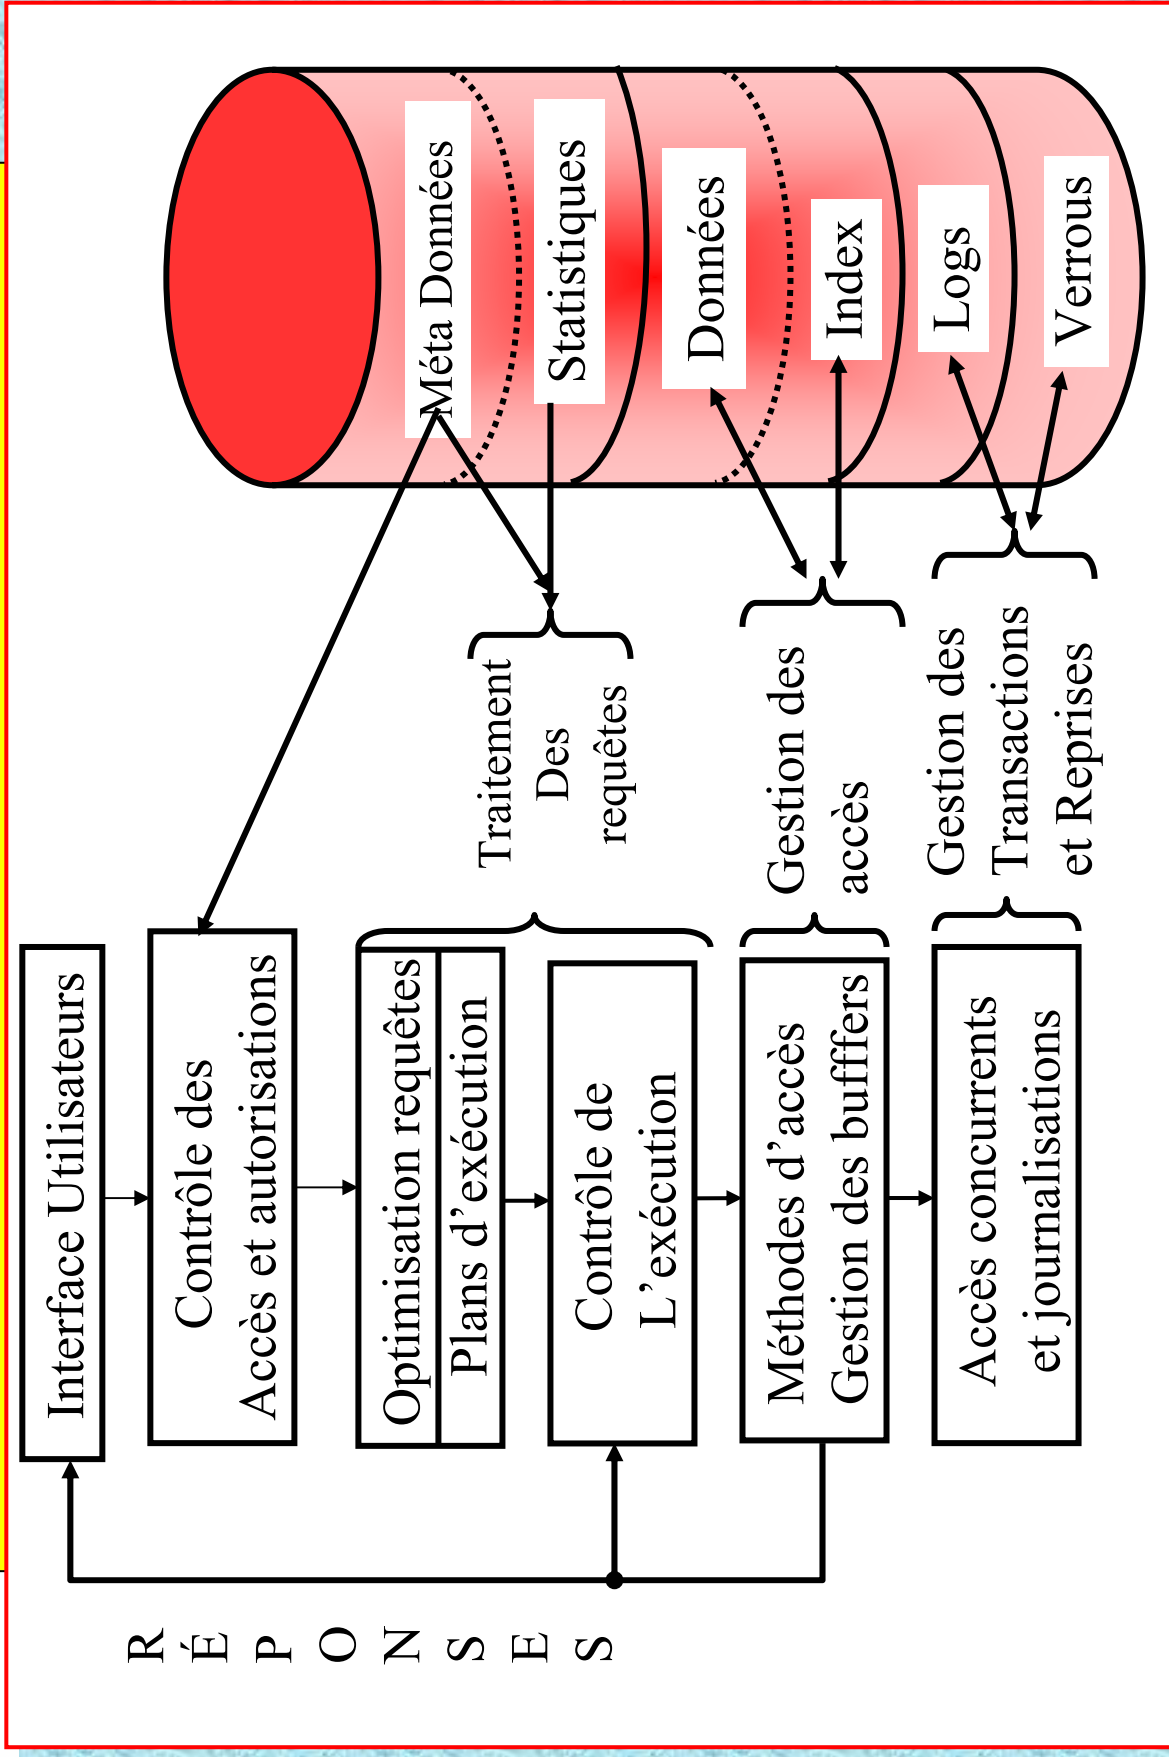 R
É
P
O
N
S
E
S
Interface Utilisateurs
Contrôle des
Accès et autorisations
Optimisation requêtes
Plans d'exécution
Contrôle de
L'exécution
Méthodes d'accès
Gestion des bufffers
Accès concurrents
et journalisations
Traitement
Des
requêtes
Gestion des
accès
Gestion des
Transactions
et Reprises
Méta Données
Statistiques
Données
Index
Logs
Verrous